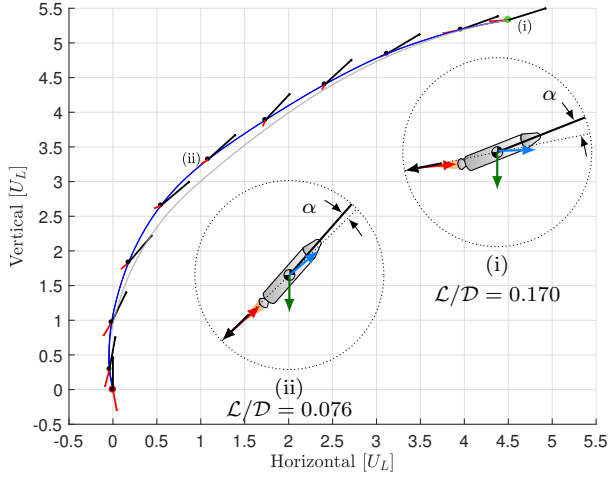 5.5
5
4.5
4
3.5
3
2.5
2
1.5
1
0.5
0
-0.5
Vertical [U_L]
(i)
(ii)
α
(i)
ℒ/𝒟 = 0.170
α
(ii)
ℒ/𝒟 = 0.076
-0.5 0 0.5 1 1.5 2 2.5 3 3.5 4 4.5 5 5.5
Horizontal [U_L]